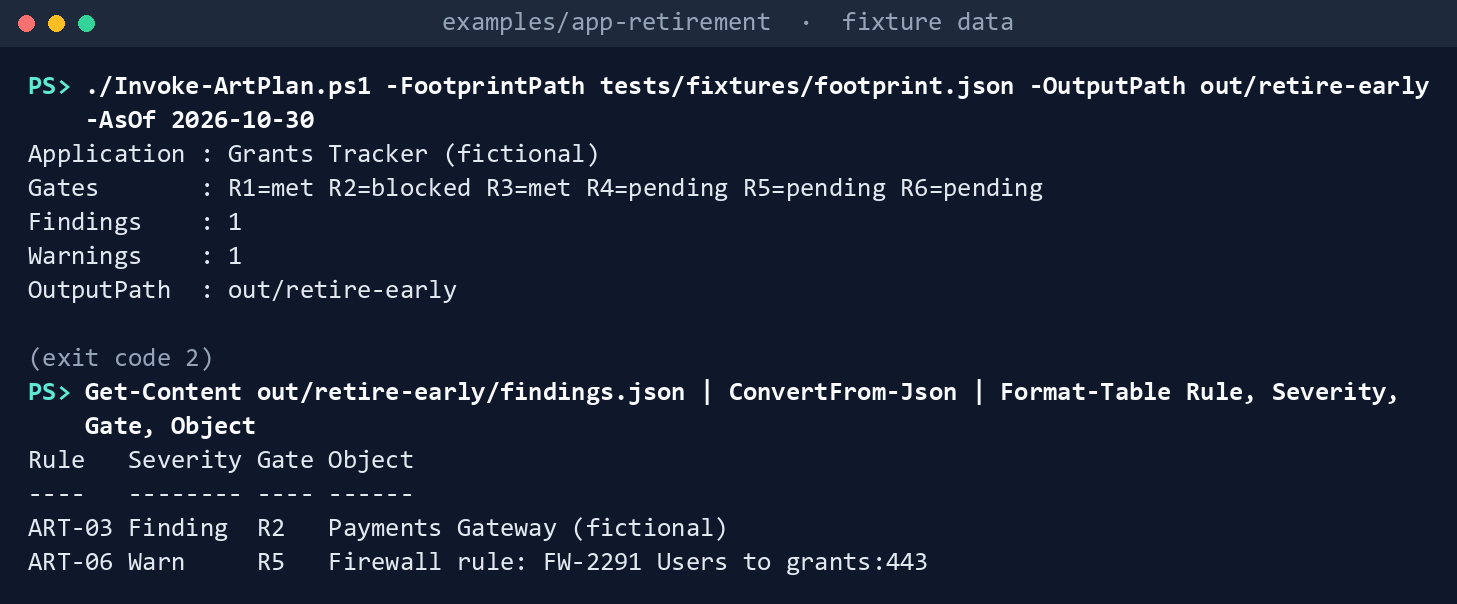 examples/app-retirement · fixture data
PS> ./Invoke-ArtPlan.ps1 -FootprintPath tests/fixtures/footprint.json -OutputPath out/retire-early
    -AsOf 2026-10-30
Application : Grants Tracker (fictional)
Gates       : R1=met R2=blocked R3=met R4=pending R5=pending R6=pending
Findings    : 1
Warnings    : 1
OutputPath  : out/retire-early
(exit code 2)
PS> Get-Content out/retire-early/findings.json | ConvertFrom-Json | Format-Table Rule, Severity,
    Gate, Object
Rule   Severity Gate Object
----   -------- ---- ------
ART-03 Finding  R2   Payments Gateway (fictional)
ART-06 Warn     R5   Firewall rule: FW-2291 Users to grants:443